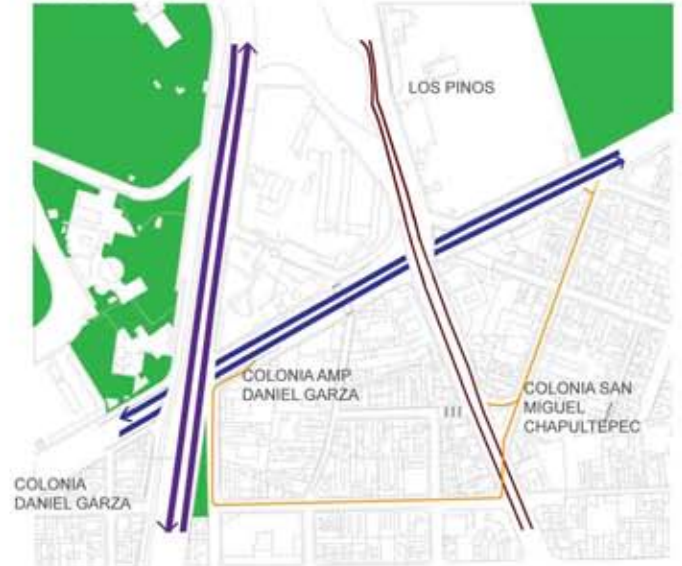 LOS PINOS
COLONIA AMP
DANIEL GARZA
COLONIA SAN
MIGUEL
CHAPULTEPEC
COLONIA
DANIEL GARZA